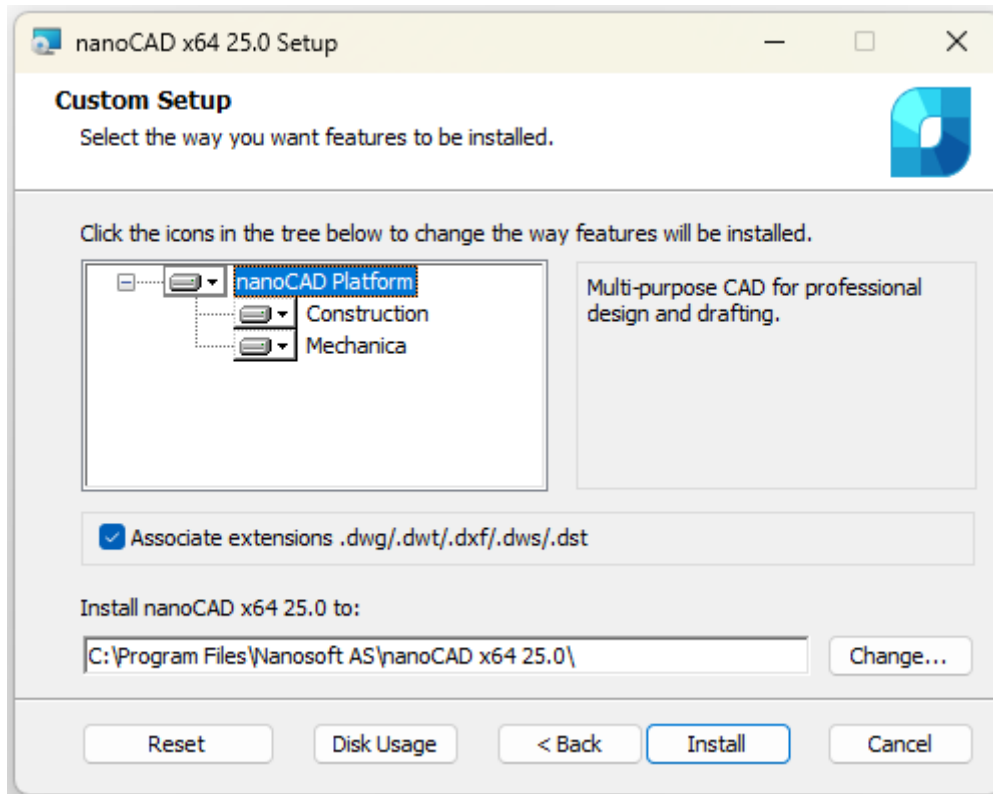 nanoCAD x64 25.0 Setup
Custom Setup
Select the way you want features to be installed.
Click the icons in the tree below to change the way features will be installed.
nanoCAD Platform
Construction
Mechanica
Multi-purpose CAD for professional
design and drafting.
Associate extensions .dwg/.dwt/.dxf/.dws/.dst
Install nanoCAD x64 25.0 to:
C:\Program Files\Nanosoft AS\nanoCAD x64 25.0\
Change...
Reset
Disk Usage
< Back
Install
Cancel